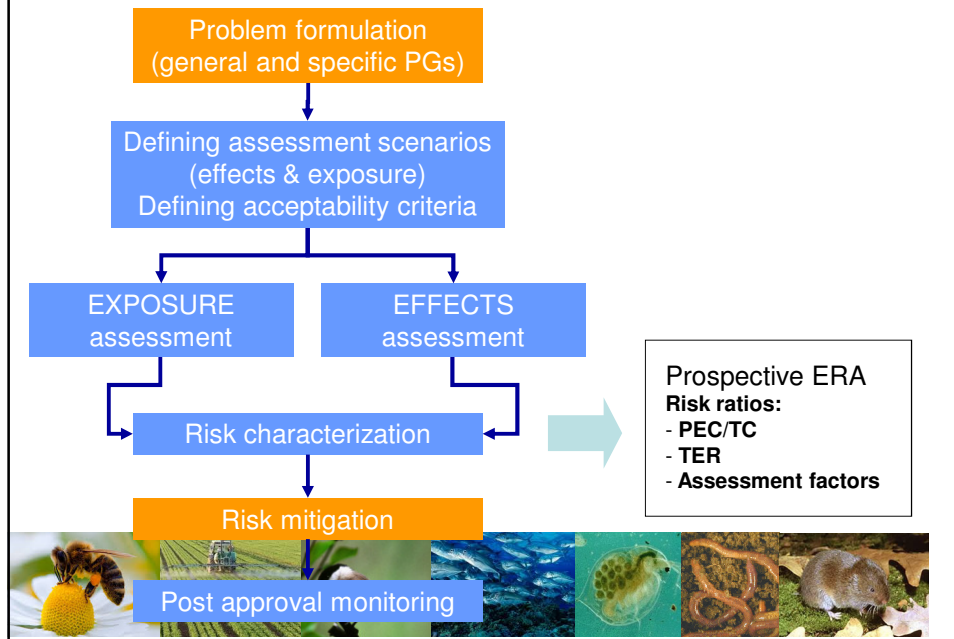 Problem formulation
(general and specific PGs)
Defining assessment scenarios
(effects & exposure)
Defining acceptability criteria
EXPOSURE
assessment
EFFECTS
assessment
Risk characterization
Prospective ERA
Risk ratios:
- PEC/TC
- TER
- Assessment factors
Risk mitigation
Post approval monitoring